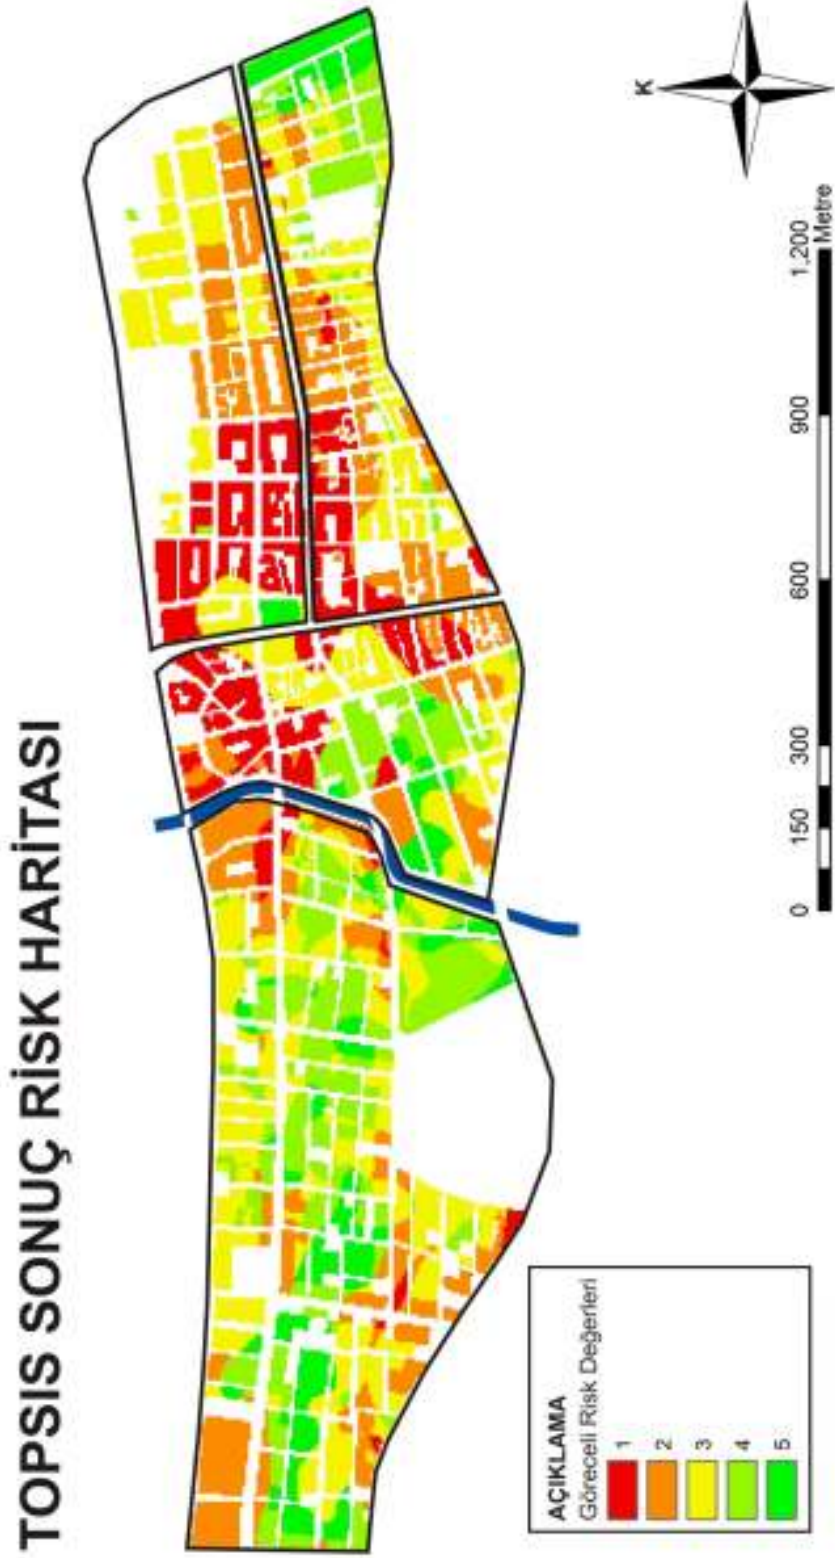 TOPSIS SONUÇ RİSK HARİTASI
K
AÇIKLAMA
Göreceli Risk Değerleri
1
2
3
4
5
0 150 300 600 900 1.200
Metre